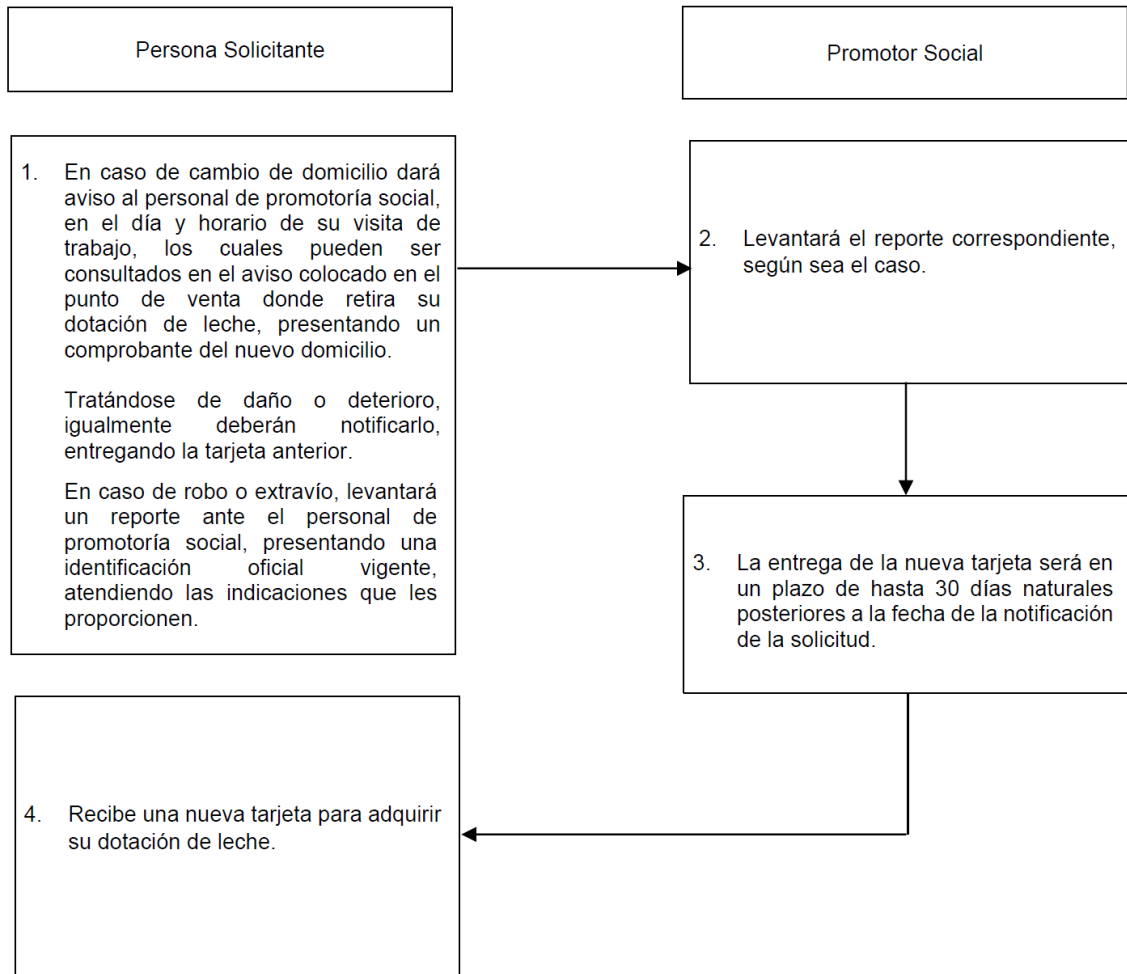 Persona Solicitante
Promotor Social
1. En caso de cambio de domicilio dará
aviso al personal de promotoría social,
en el día y horario de su visita de
trabajo, los cuales pueden ser
consultados en el aviso colocado en el
punto de venta donde retira su
dotación de leche, presentando un
comprobante del nuevo domicilio.
Tratándose de daño o deterioro,
igualmente deberán notificarlo,
entregando la tarjeta anterior.
En caso de robo o extravío, levantará
un reporte ante el personal de
promotoría social, presentando una
identificación oficial vigente,
atendiendo las indicaciones que les
proporcionen.
2. Levantará el reporte correspondiente,
según sea el caso.
3. La entrega de la nueva tarjeta será en
un plazo de hasta 30 días naturales
posteriores a la fecha de la notificación
de la solicitud.
4. Recibe una nueva tarjeta para adquirir
su dotación de leche.